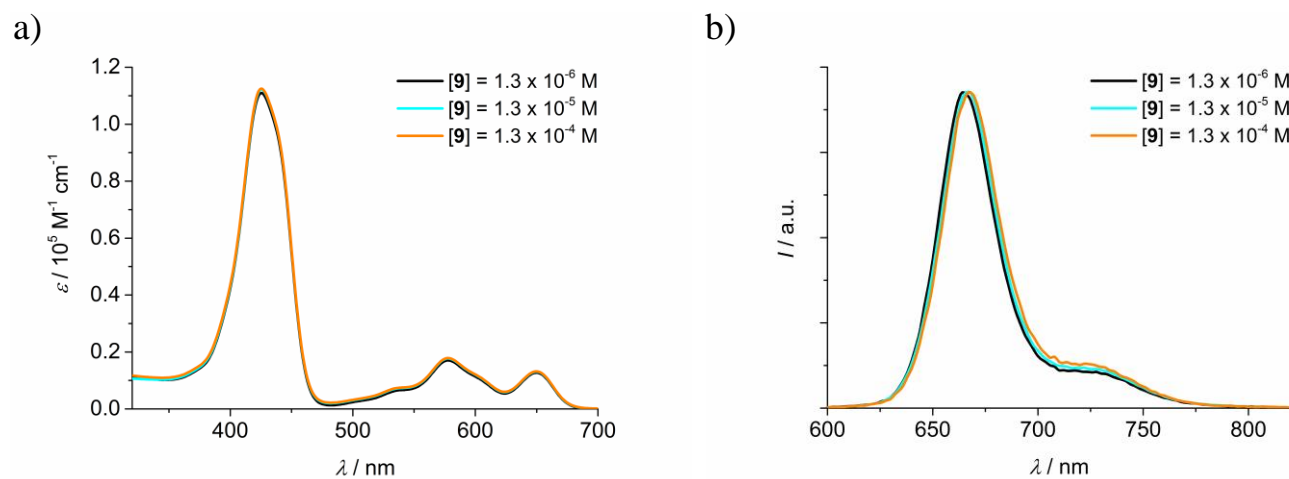 a)
1.2
1.0
0.8
0.6
0.4
0.2
0.0
ε / 10⁵ M⁻¹ cm⁻¹
400
500
600
700
λ / nm
[9] = 1.3 x 10⁻⁶ M
[9] = 1.3 x 10⁻⁵ M
[9] = 1.3 x 10⁻⁴ M
b)
I / a.u.
600
650
700
750
800
λ / nm
[9] = 1.3 x 10⁻⁶ M
[9] = 1.3 x 10⁻⁵ M
[9] = 1.3 x 10⁻⁴ M